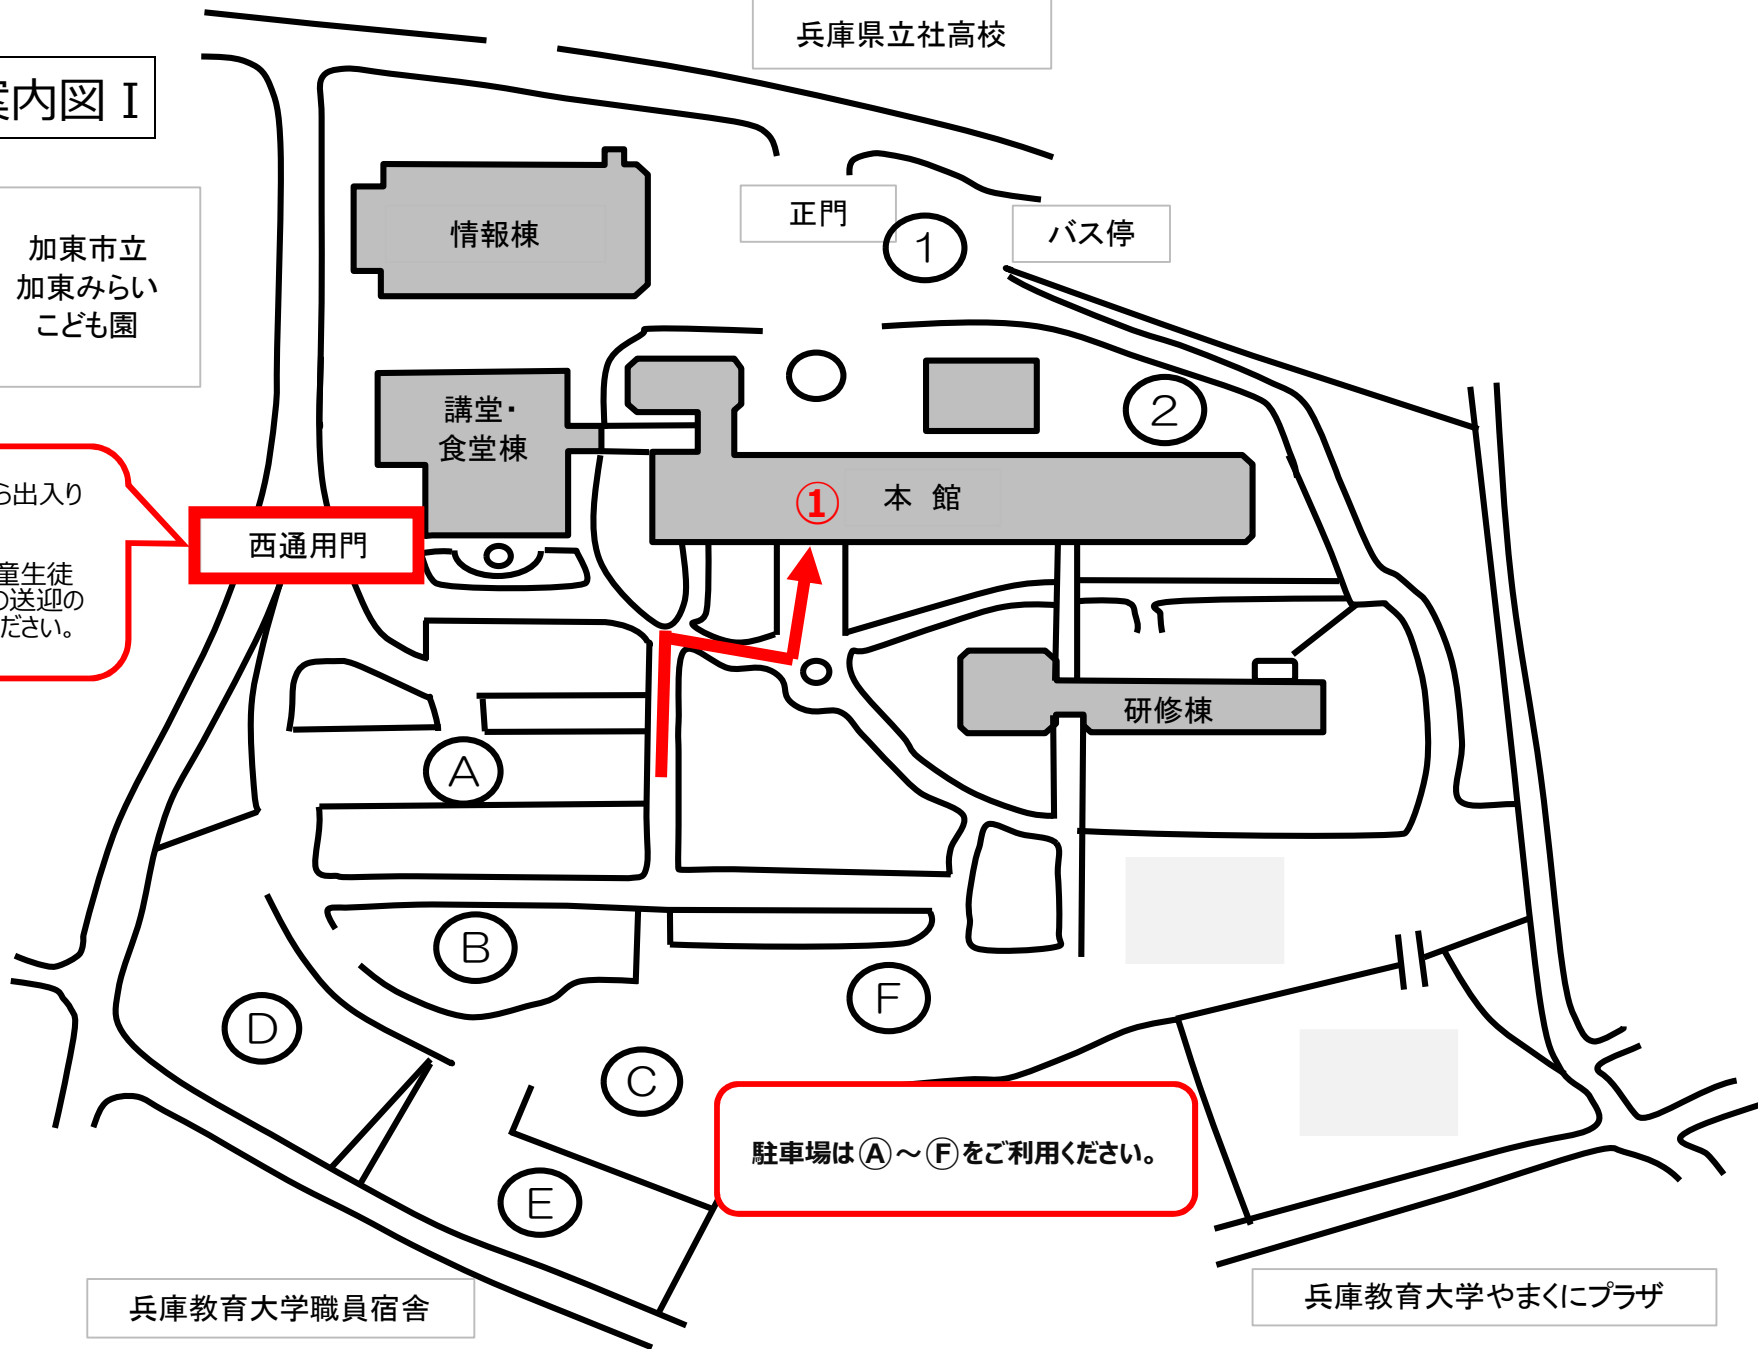 兵庫県立社高校
案内図Ⅰ
情報棟
正門
①
バス停
加東市立
加東みらい
こども園
講堂・
食堂棟
②
本 館
①
ら出入り
西通用門
童生徒
の送迎の
ださい。
研修棟
Ⓐ
Ⓑ
Ⓕ
Ⓓ
Ⓒ
駐車場はⒶ～Ⓕをご利用ください。
Ⓔ
兵庫教育大学職員宿舎
兵庫教育大学やまくにプラザ